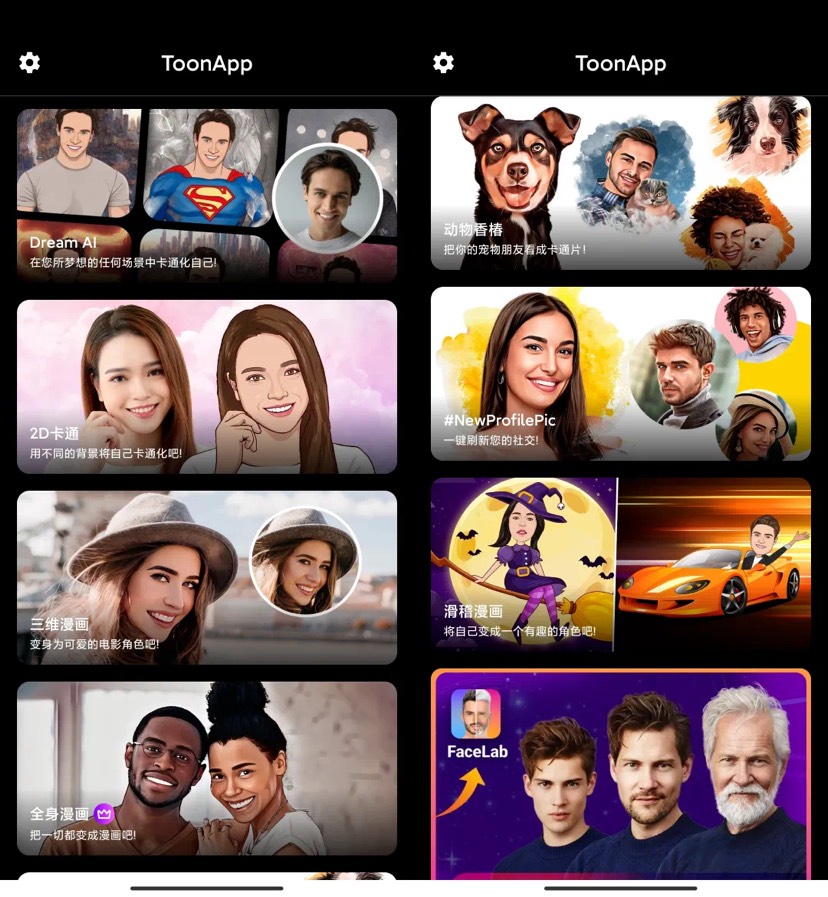 ToonApp
Dream AI
在您所梦想的任何场景中卡通化自己!
2D卡通
用不同的背景将自己卡通化吧!
三维漫画
变身为可爱的电影角色吧!
全身漫画
把一切都变成漫画吧!
ToonApp
动物香椿
把你的宠物朋友看成卡通片!
#NewProfilePic
一键刷新您的社交!
滑稽漫画
将自己变成一个有趣的角色吧!
FaceLab